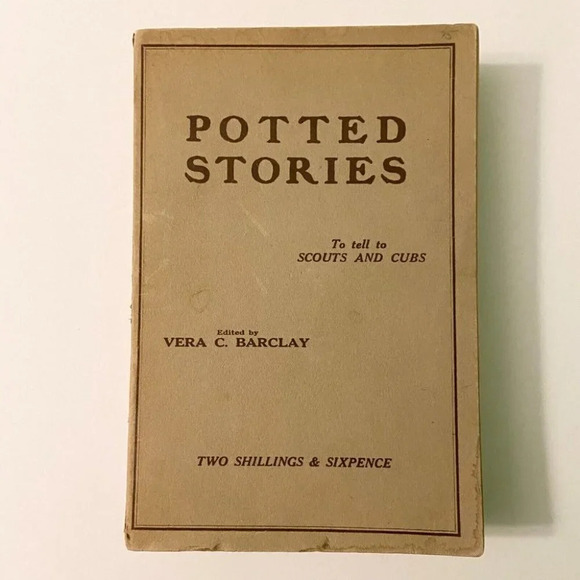 POTTED
STORIES
To tell to
SCOUTS AND CUBS
Edited by
VERA C. BARCLAY
TWO SHILLINGS & SIXPENCE